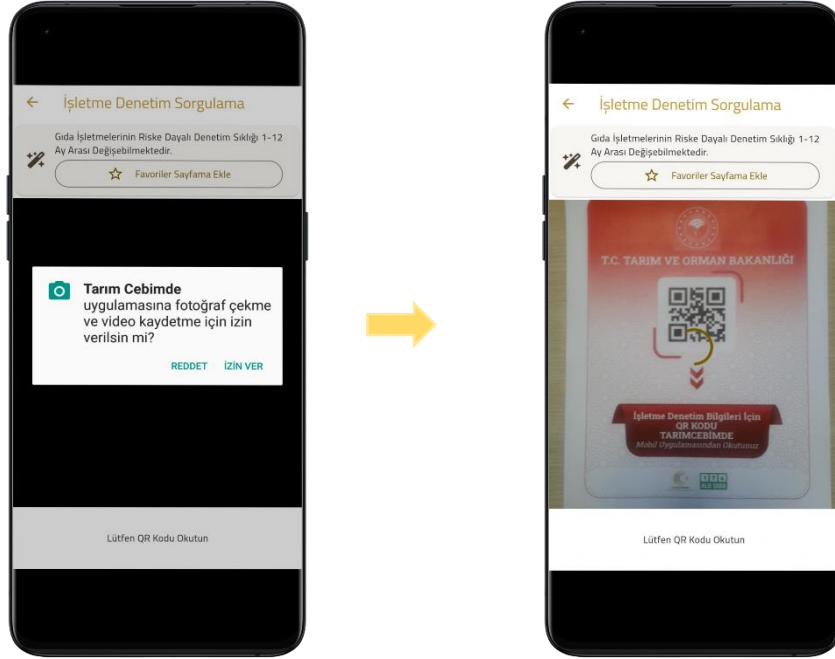 İşletme Denetim Sorgulama
Gıda İşletmelerinin Riske Dayalı Denetim Sıklığı 1-12
Ay Arası Değişebilmektedir.
Favoriler Sayfama Ekle
Tarım Cebimde
uygulamasına fotoğraf çekme
ve video kaydetme için izin
verilsin mi?
REDDET İZİN VER
Lütfen QR Kodu Okutun
İşletme Denetim Sorgulama
Gıda İşletmelerinin Riske Dayalı Denetim Sıklığı 1-12
Ay Arası Değişebilmektedir.
Favoriler Sayfama Ekle
T.C. TARIM VE ORMAN BAKANLIĞI
İşletme Denetim Bilgileri İçin
QR KODU
TARIMCEBİMDE
Mobil Uygulamasından Okutunuz
Lütfen QR Kodu Okutun